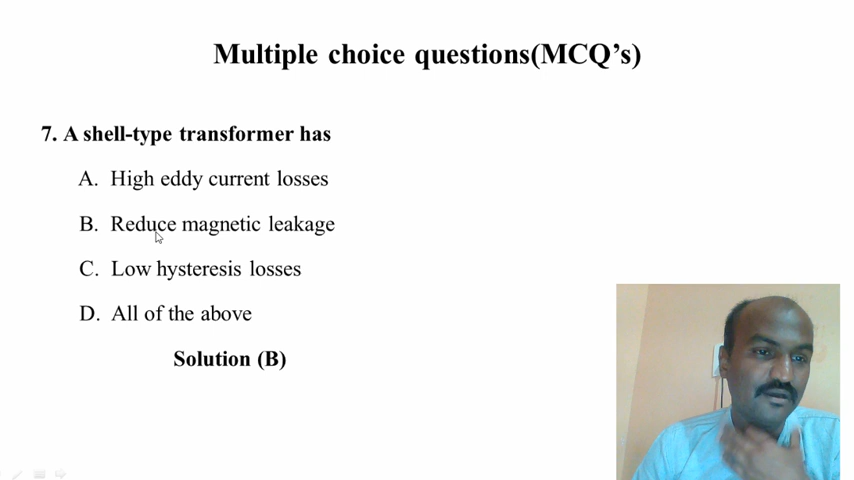 Multiple choice questions(MCQ’s)
7. A shell-type transformer has
A. High eddy current losses
B. Reduce magnetic leakage
C. Low hysteresis losses
D. All of the above
Solution (B)